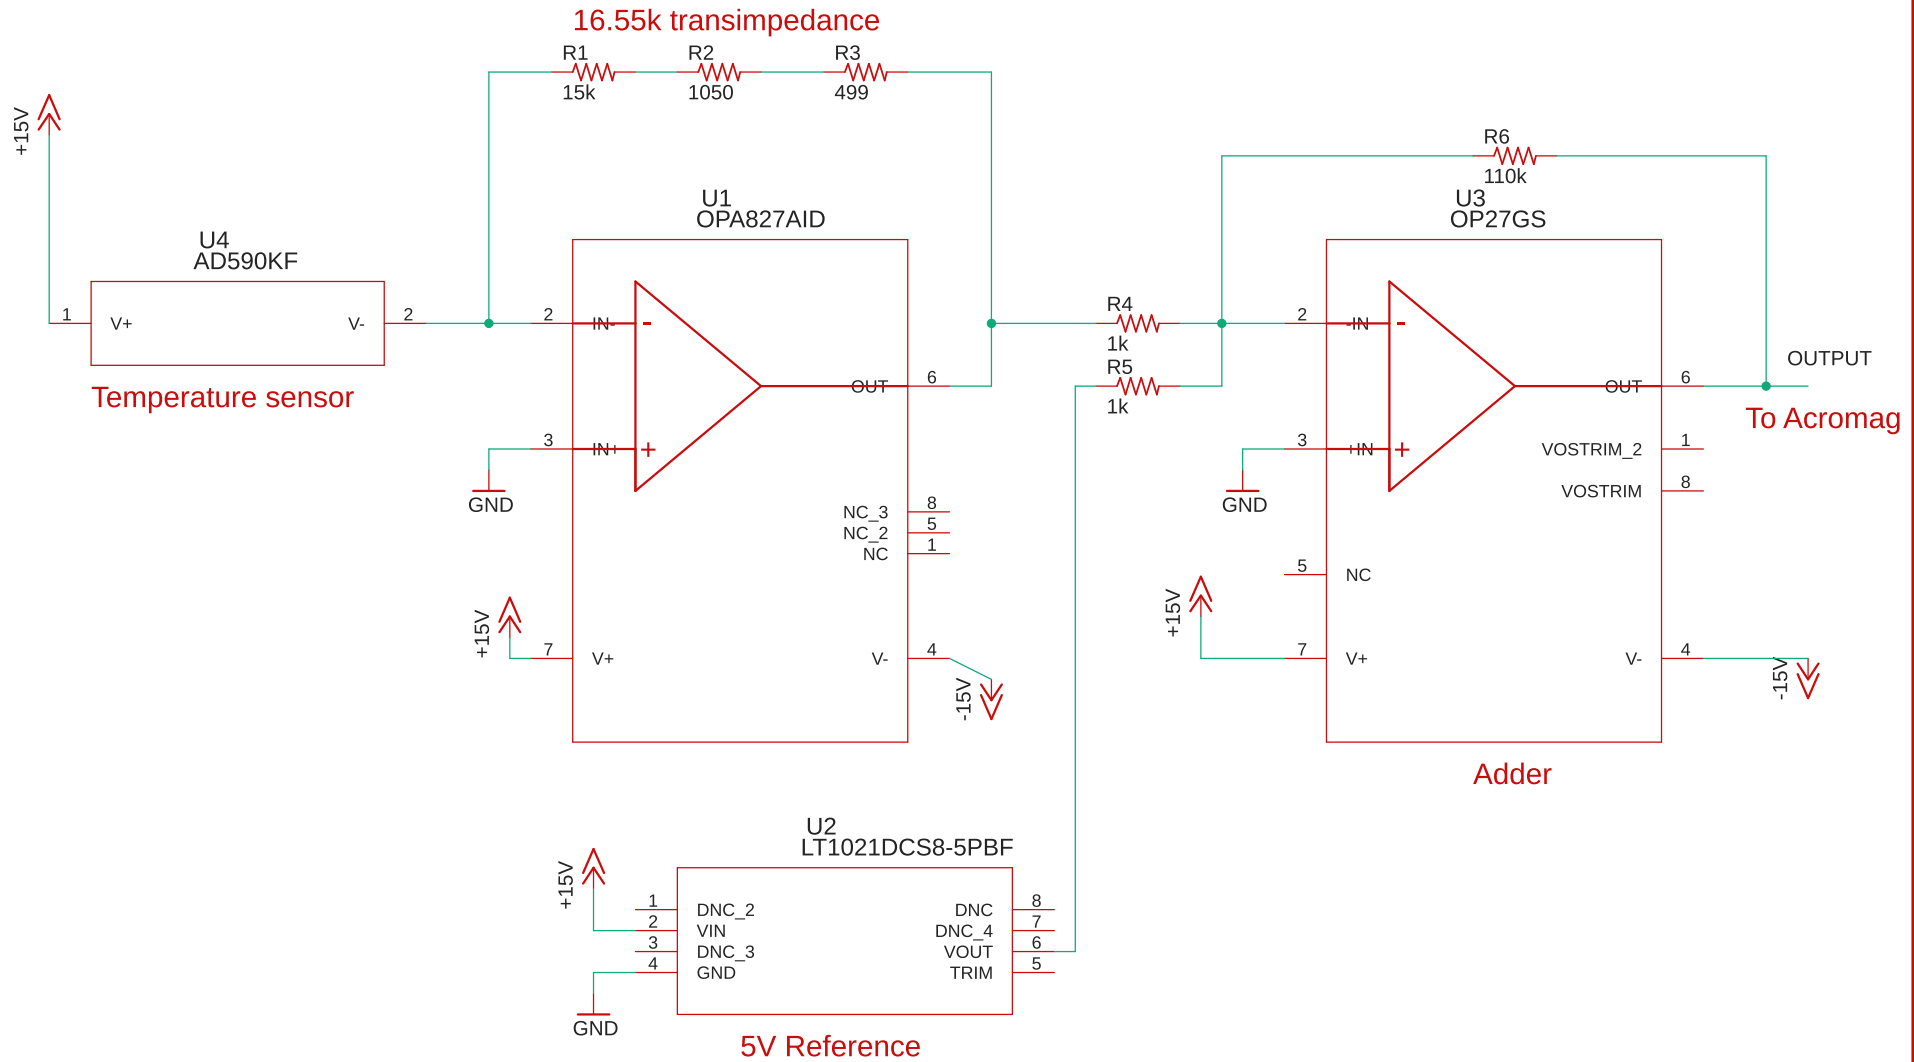 16.55k transimpedance
R1
15k
R2
1050
R3
499
+15V
U4
AD590KF
1
V+
V-
2
Temperature sensor
U1
OPA827AID
2
IN-
-
OUT
6
3
IN+
+
GND
NC_3
8
NC_2
5
NC
1
+15V
7
V+
V-
4
-15V
R4
1k
R5
1k
R6
110k
U3
OP27GS
2
-IN
-
OUT
6
OUTPUT
To Acromag
3
+IN
+
GND
VOSTRIM_2
1
VOSTRIM
8
5
NC
+15V
7
V+
V-
4
-15V
Adder
U2
LT1021DCS8-5PBF
+15V
1
DNC_2
2
VIN
3
DNC_3
4
GND
DNC
8
DNC_4
7
VOUT
6
TRIM
5
GND
5V Reference